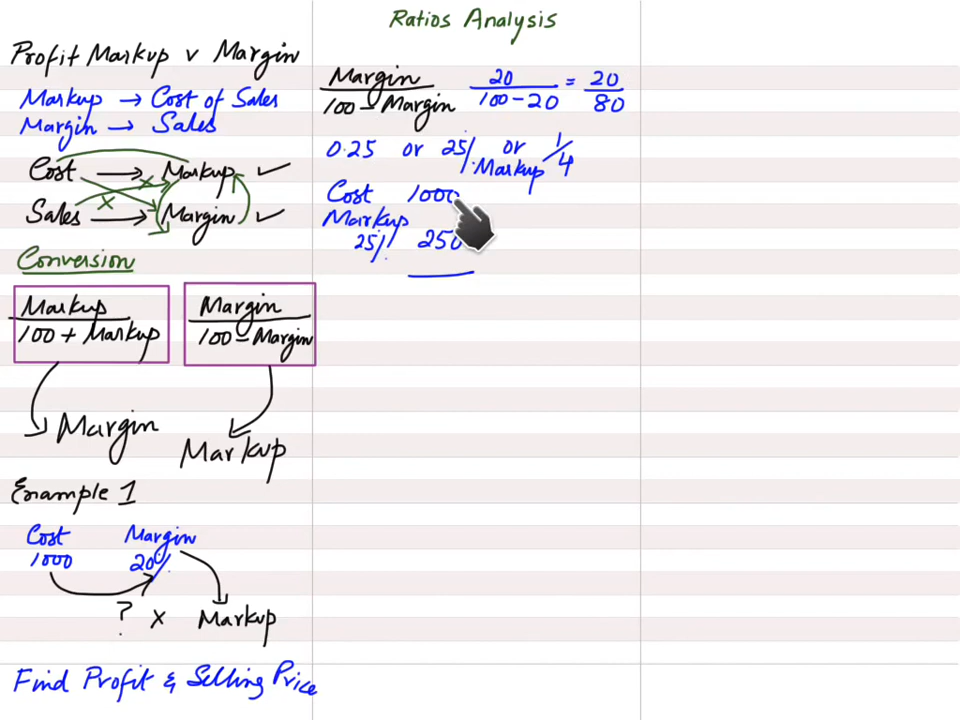 Ratios Analysis
Profit Markup v Margin
Markup → Cost of Sales
Margin → Sales
Cost → Markup ✓
Sales → Margin ✓
x x
Conversion
Markup
100 + Markup
Margin
100 - Margin
Margin
Markup
Example 1
Cost Margin
1000 20%
? x Markup
Find Profit & Selling Price
Margin 20 = 20
100 - Margin 100 - 20 80
0.25 or 25% or 1/4
Markup
Cost 1000
Markup
25% 250